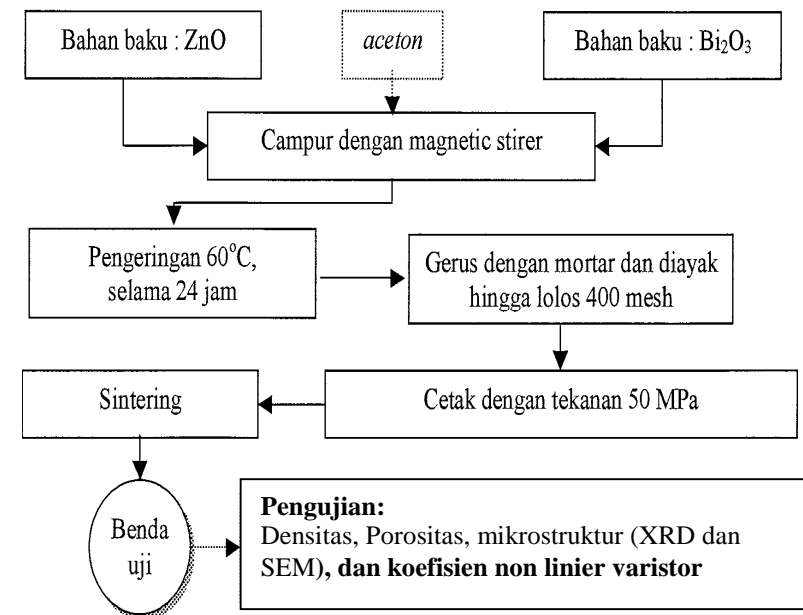 Bahan baku : ZnO
aceton
Bahan baku : Bi₂O₃
Campur dengan magnetic stirer
Pengeringan 60°C,
selama 24 jam
Gerus dengan mortar dan diayak
hingga lolos 400 mesh
Sintering
Cetak dengan tekanan 50 MPa
Benda
uji
Pengujian:
Densitas, Porositas, mikrostruktur (XRD dan
SEM), dan koefisien non linier varistor